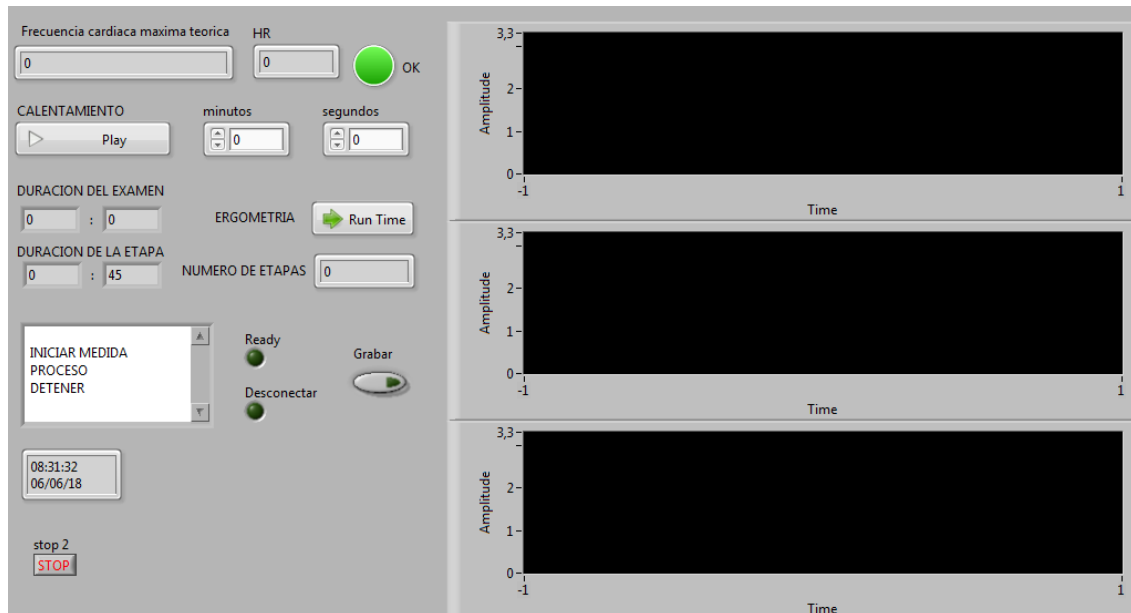 Frecuencia cardiaca maxima teorica HR
0 0 OK
CALENTAMIENTO minutos segundos
Play 0 0
DURACION DEL EXAMEN
0 : 0 ERGOMETRIA Run Time
DURACION DE LA ETAPA
0 : 45 NUMERO DE ETAPAS 0
INICIAR MEDIDA
PROCESO
DETENER
Ready
Grabar
Desconectar
08:31:32
06/06/18
stop 2
STOP
3,3
Amplitude
2
1
0
-1 1
Time
3,3
Amplitude
2
1
0
-1 1
Time
3,3
Amplitude
2
1
0
-1 1
Time